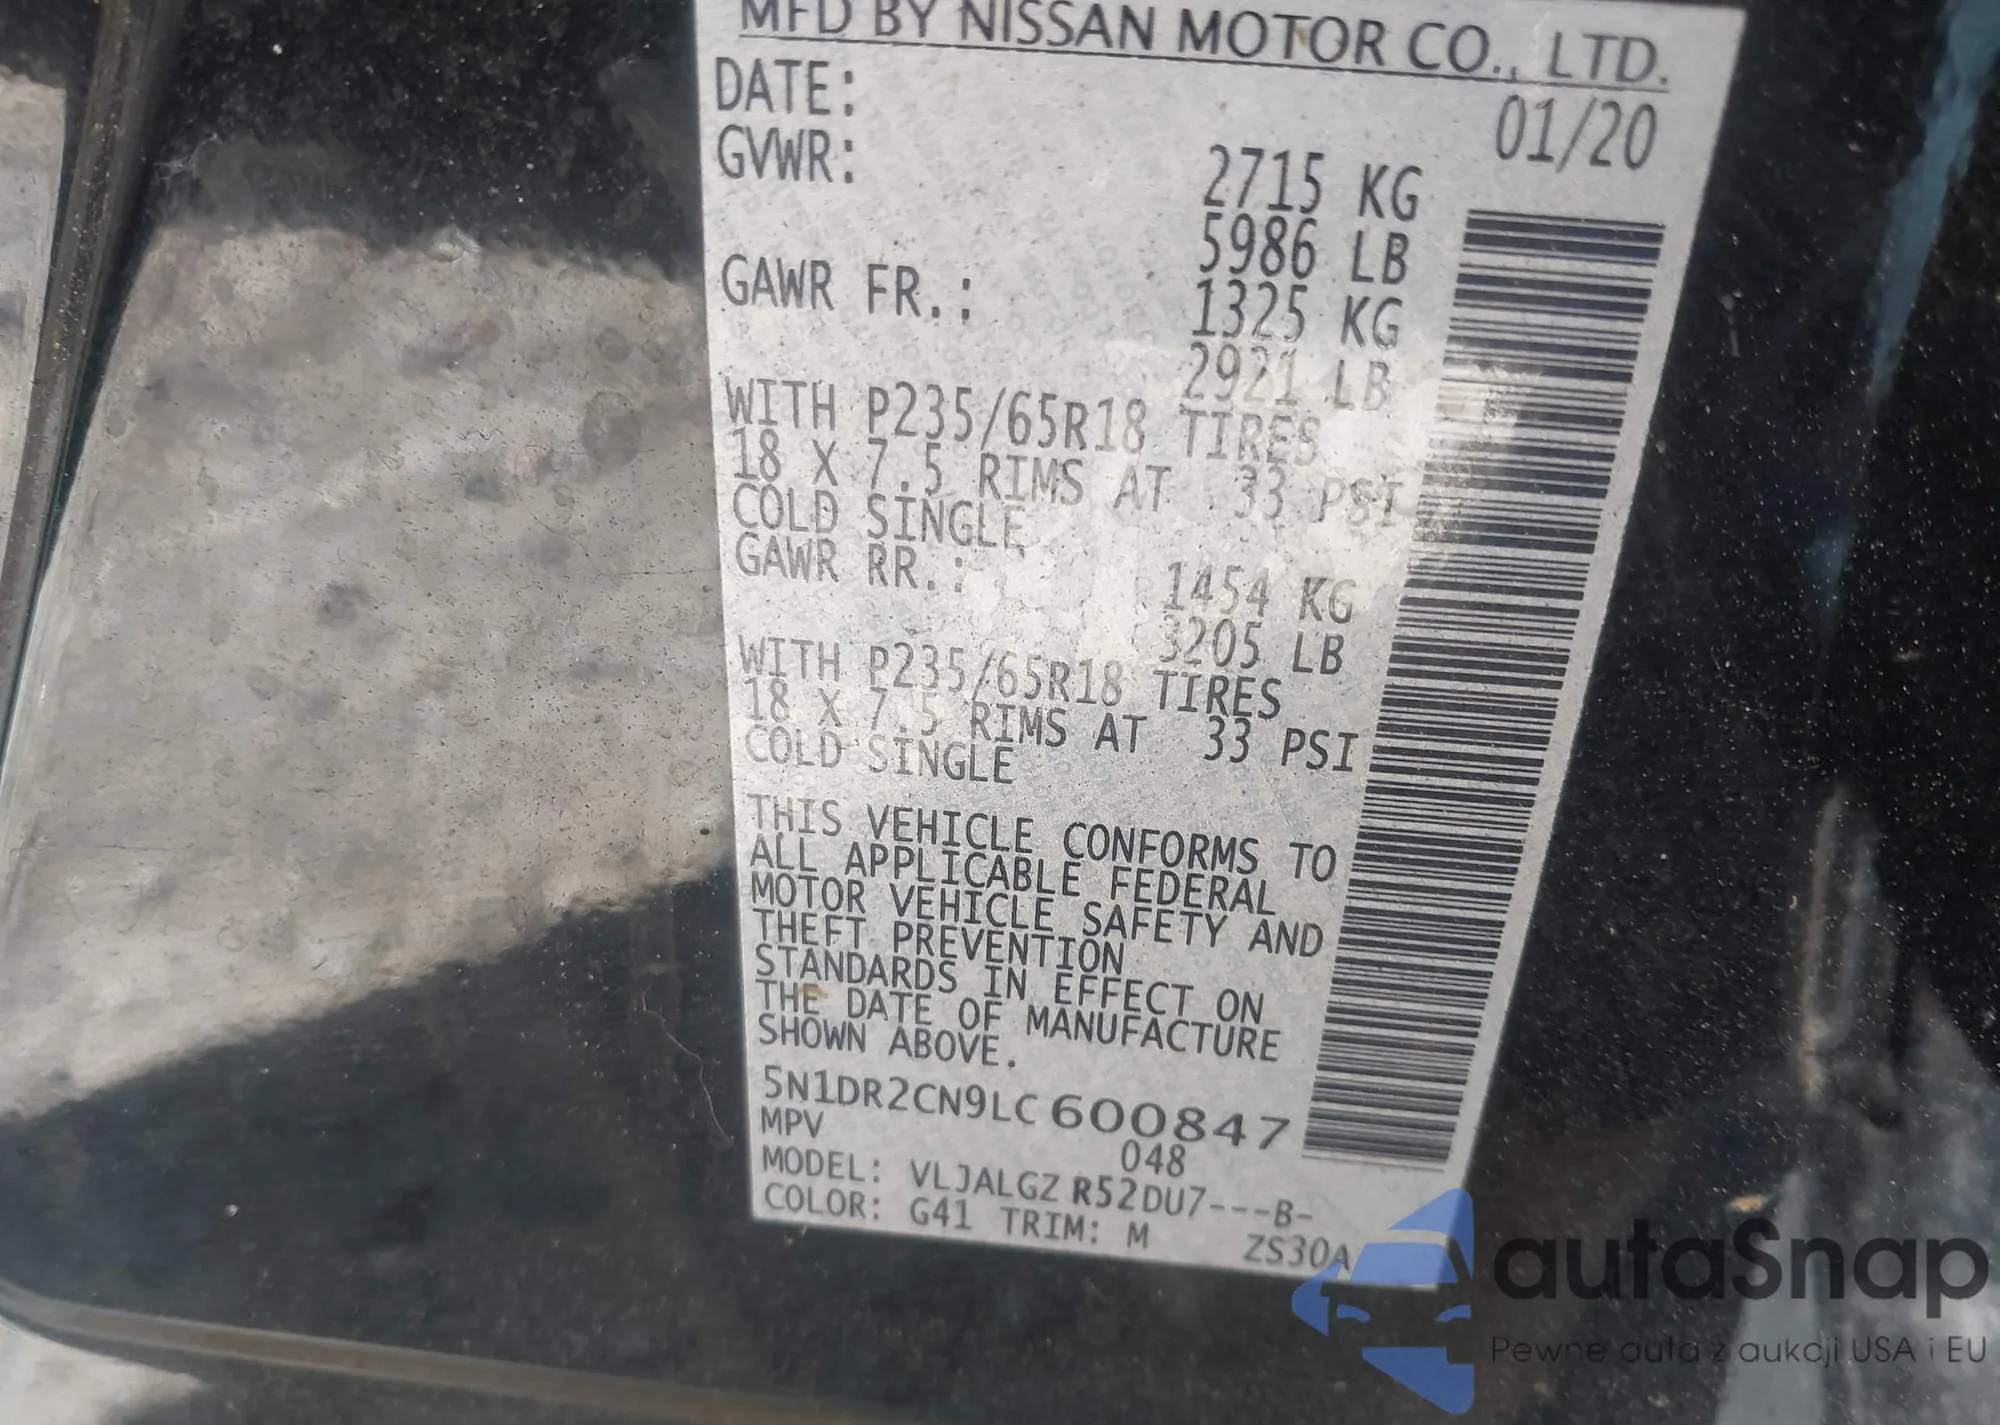 MFD BY NISSAN MOTOR CO., LTD.
DATE: 01/20
GVWR: 2715 KG
5986 LB
GAWR FR.: 1325 KG
2921 LB
WITH P235/65R18 TIRES
18 X 7.5 RIMS AT 33 PSI
COLD SINGLE
GAWR RR.: 1454 KG
3205 LB
WITH P235/65R18 TIRES
18 X 7.5 RIMS AT 33 PSI
COLD SINGLE
THIS VEHICLE CONFORMS TO
ALL APPLICABLE FEDERAL
MOTOR VEHICLE SAFETY AND
THEFT PREVENTION
STANDARDS IN EFFECT ON
THE DATE OF MANUFACTURE
SHOWN ABOVE.
5N1DR2CN9LC600847
MPV 048
MODEL: VLJALGZ R52DU7---B-
COLOR: G41 TRIM: M ZS30A
autaSnap
Pewne auta z aukcji USA i EU